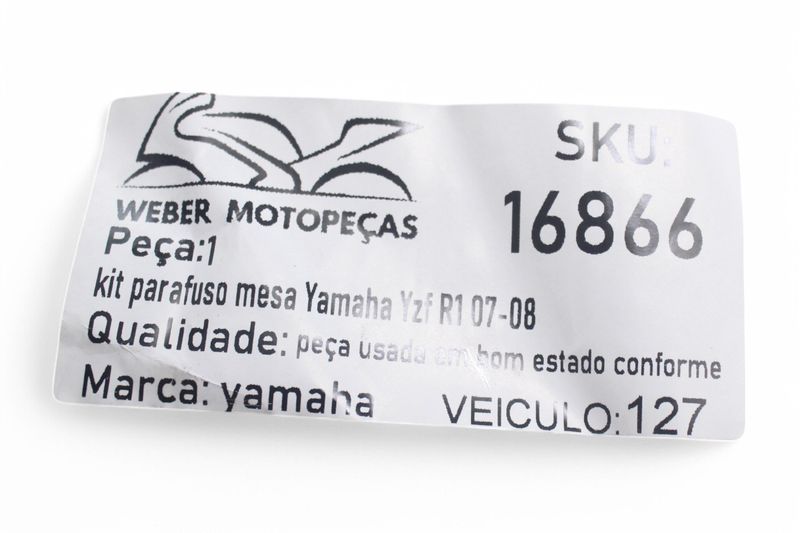 WEBER MOTOPEÇAS
SKU:
16866
Peça:1
kit parafuso mesa Yamaha Yzf R1 07-08
Qualidade: peça usada em bom estado conforme
Marca: yamaha
VEICULO: 127